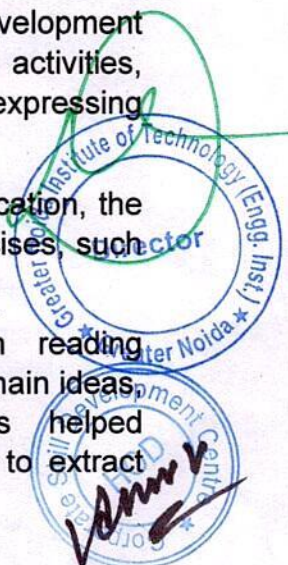 velopment
activities,
expressing
cation, the
ises, such
reading
main ideas,
s helped
to extract
Greater Noida Institute of Technology (Engg. Inst.)
Director
Greater Noida
Corporate Skill Development Centre
HOD